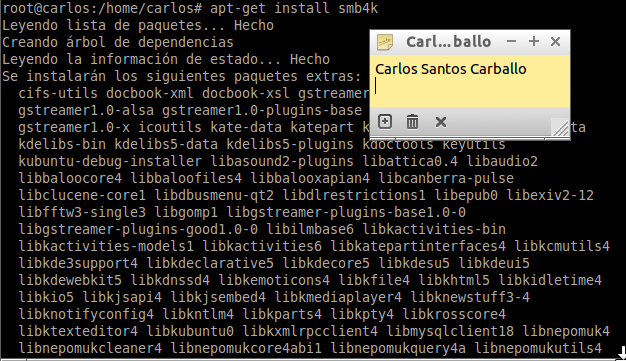 root@carlos:/home/carlos# apt-get install smb4k
Leyendo lista de paquetes... Hecho
Creando árbol de dependencias
Leyendo la información de estado... Hecho
Se instalarán los siguientes paquetes extras:
cifs-utils docbook-xml docbook-xsl gstreamer
gstreamer1.0-alsa gstreamer1.0-plugins-base
gstreamer1.0-x icoutils kate-data katepart k ta
kdelibs-bin kdelibs5-data kdelibs5-plugins kdoctools keyutils
kubuntu-debug-installer libasound2-plugins libattica0.4 libaudio2
libbaloocore4 libbaloofiles4 libbalooxapian4 libcanberra-pulse
libclucene-core1 libdbusmenu-qt2 libdlrestrictions1 libepub0 libexiv2-12
libfftw3-single3 libgomp1 libgstreamer-plugins-base1.0-0
libgstreamer-plugins-good1.0-0 libilmbase6 libkactivities-bin
libkactivities-models1 libkactivities6 libkatepartinterfaces4 libkcmutils4
libkde3support4 libkdeclarative5 libkdecore5 libkdesu5 libkdeui5
libkdewebkit5 libkdnssd4 libkemoticons4 libkfile4 libkhtml5 libkidletime4
libkio5 libkjsapi4 libkjsembed4 libkmediaplayer4 libknewstuff3-4
libknotifyconfig4 libkntlm4 libkparts4 libkpty4 libkrosscore4
libktexteditor4 libkubuntu0 libkxmlrpcclient4 libmysqlclient18 libnepomuk4
libnepomukcleaner4 libnepomukcore4abi1 libnepomukquery4a libnepomukutils4
Carl...ballo
Carlos Santos Carballo